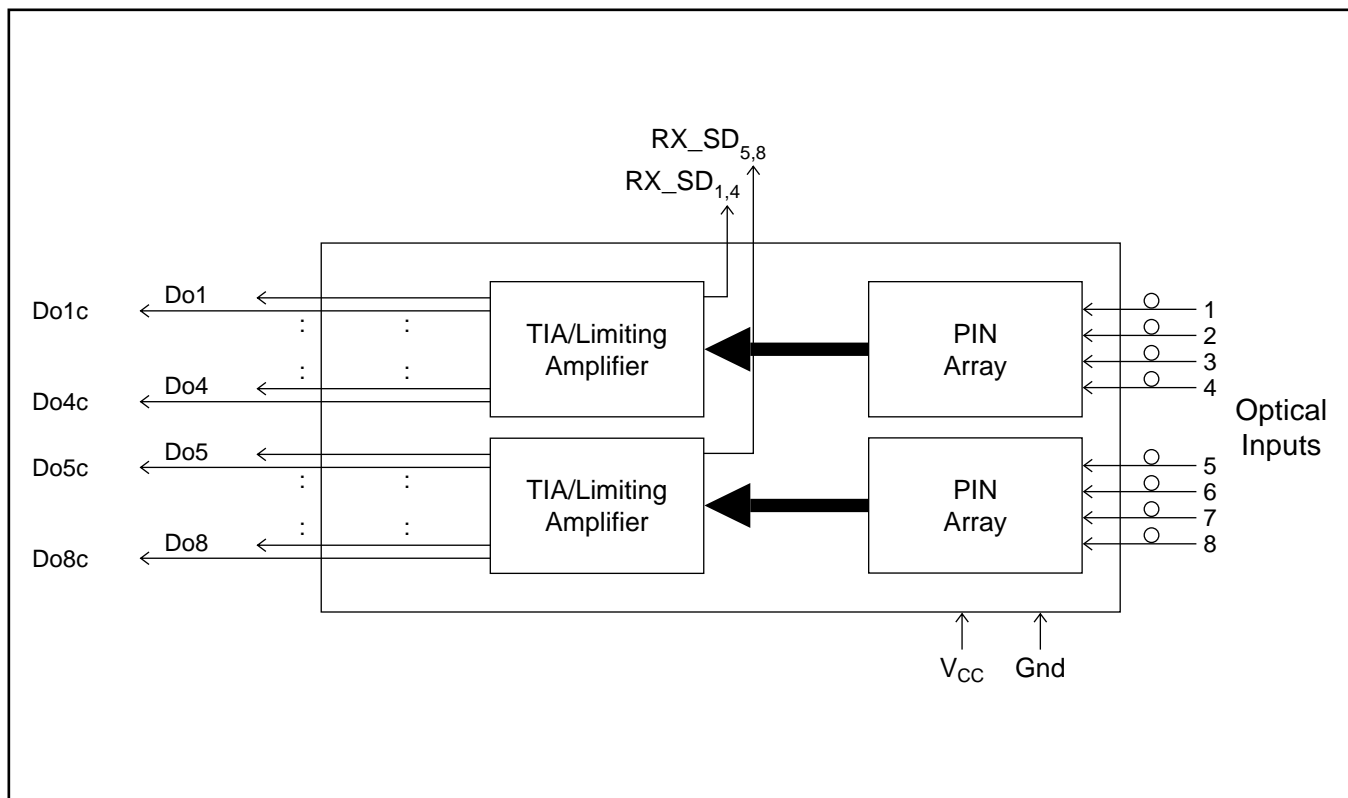 RX_SD5,8
RX_SD1,4
Do1
Do1c
:
:
:
:
Do4
Do4c
TIA/Limiting
Amplifier
PIN
Array
1
2
3
4
Optical
Inputs
Do5
Do5c
:
:
:
:
Do8
Do8c
TIA/Limiting
Amplifier
PIN
Array
5
6
7
8
VCC
Gnd